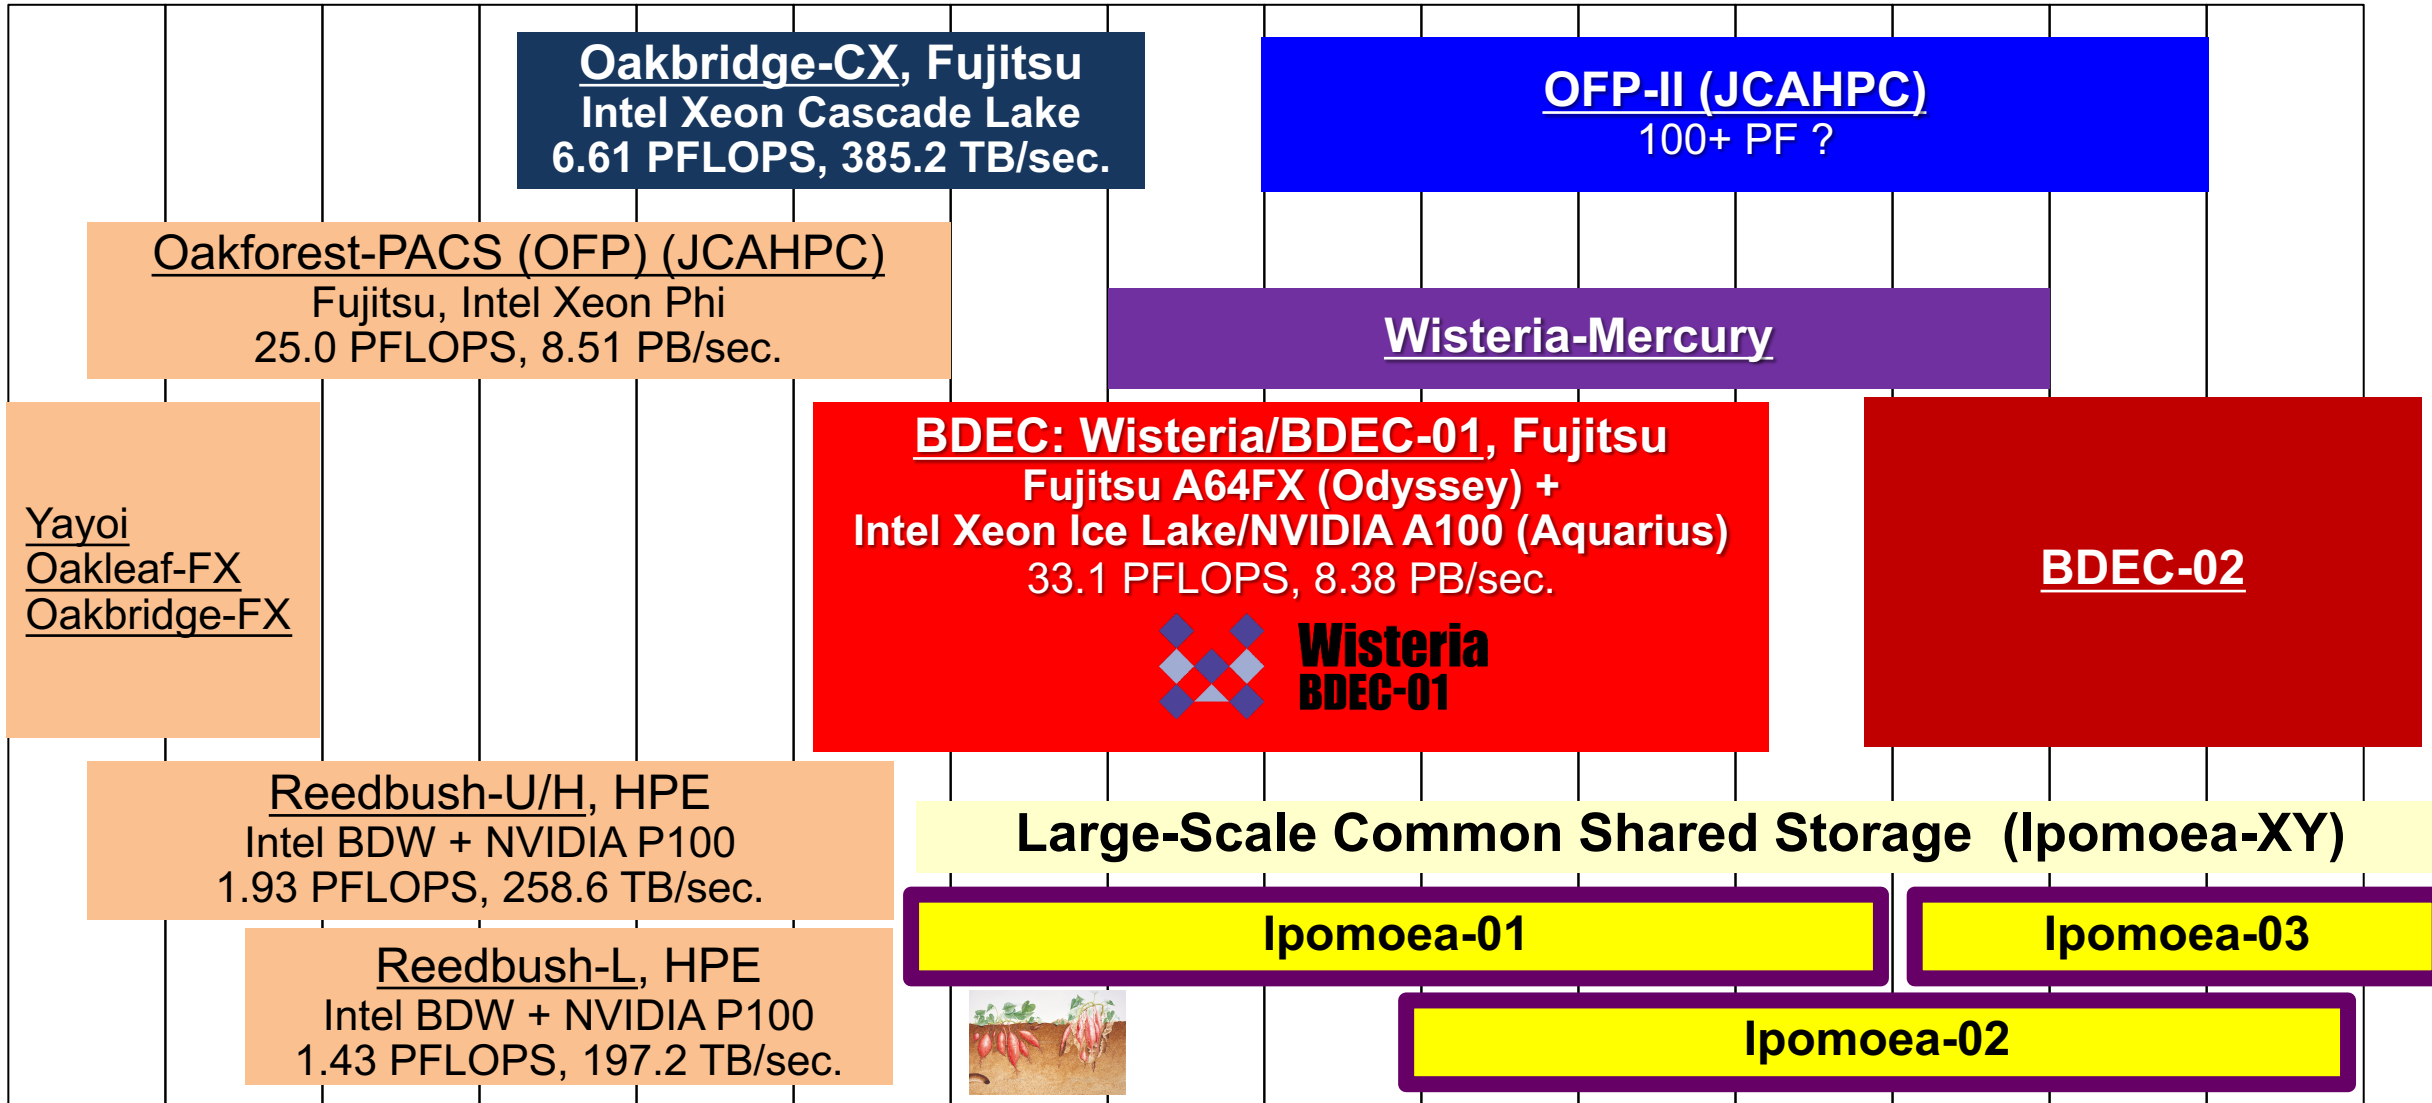 Oakbridge-CX, Fujitsu
Intel Xeon Cascade Lake
6.61 PFLOPS, 385.2 TB/sec.
OFP-II (JCAHPC)
100+ PF ?
Oakforest-PACS (OFP) (JCAHPC)
Fujitsu, Intel Xeon Phi
25.0 PFLOPS, 8.51 PB/sec.
Wisteria-Mercury
Yayoi
Oakleaf-FX
Oakbridge-FX
BDEC: Wisteria/BDEC-01, Fujitsu
Fujitsu A64FX (Odyssey) +
Intel Xeon Ice Lake/NVIDIA A100 (Aquarius)
33.1 PFLOPS, 8.38 PB/sec.
Wisteria
BDEC-01
BDEC-02
Reedbush-U/H, HPE
Intel BDW + NVIDIA P100
1.93 PFLOPS, 258.6 TB/sec.
Large-Scale Common Shared Storage (Ipomoea-XY)
Ipomoea-01
Ipomoea-03
Reedbush-L, HPE
Intel BDW + NVIDIA P100
1.43 PFLOPS, 197.2 TB/sec.
Ipomoea-02